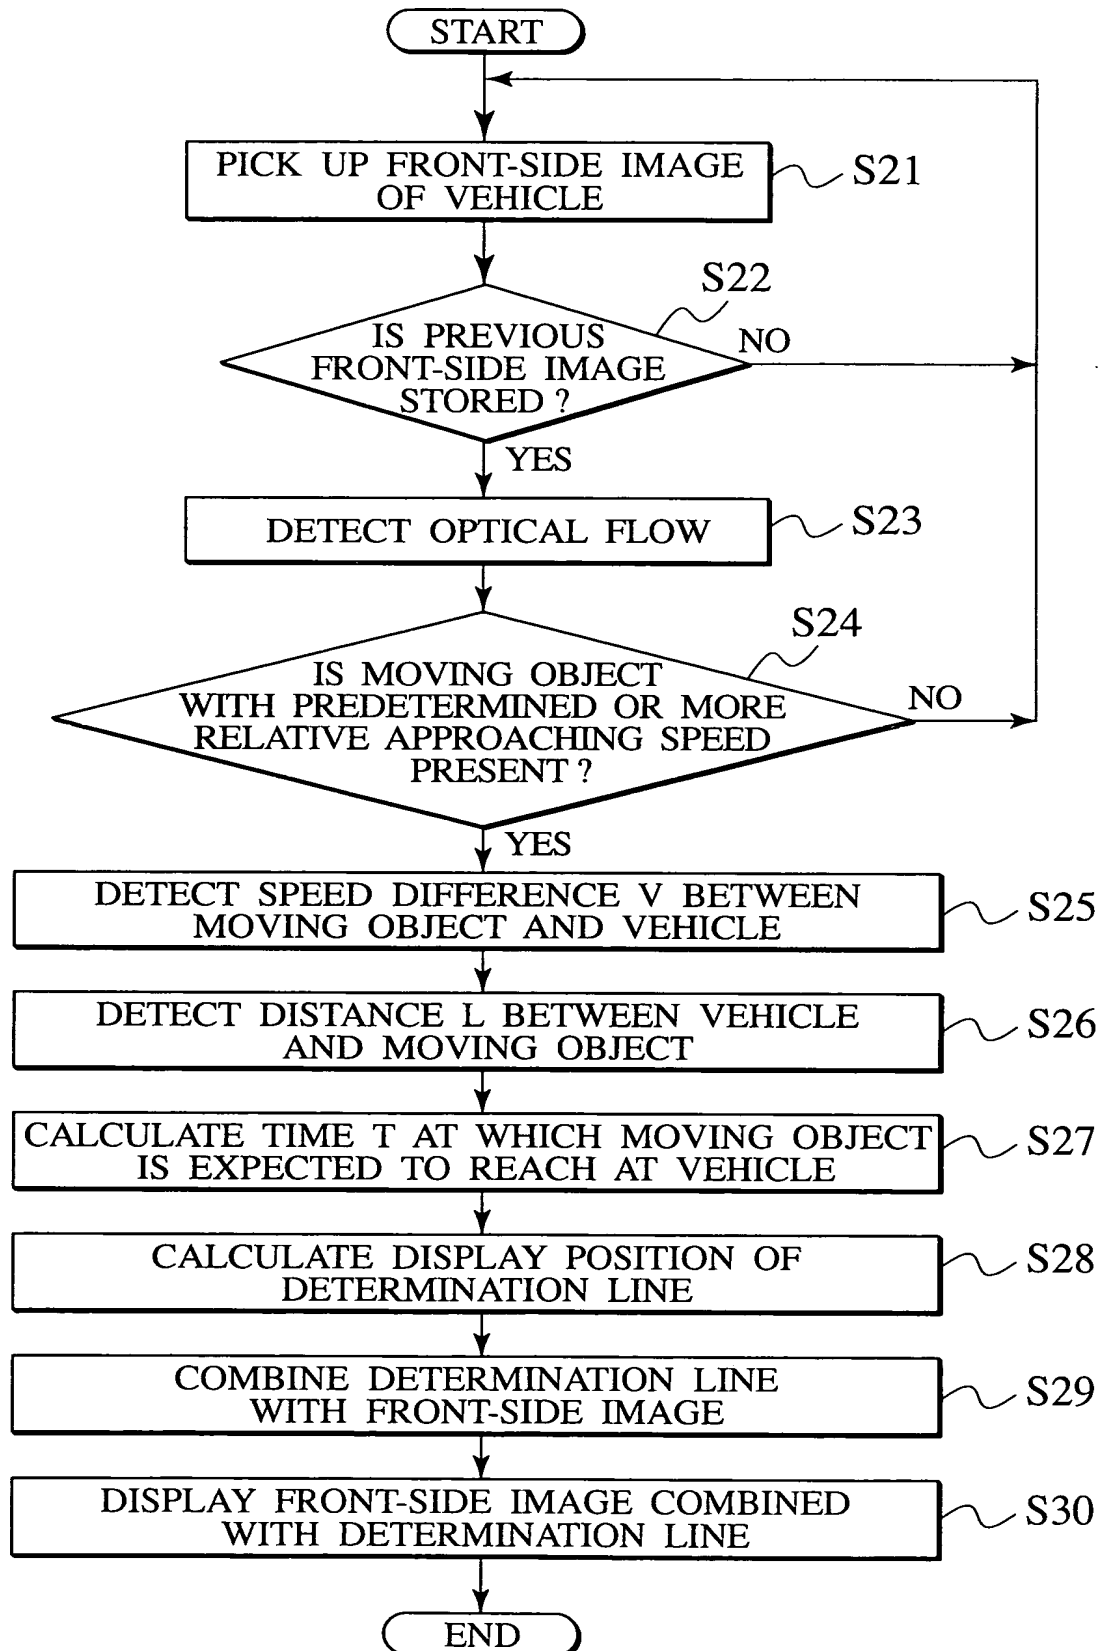 START
PICK UP FRONT-SIDE IMAGE
OF VEHICLE
S21
S22
IS PREVIOUS
FRONT-SIDE IMAGE
STORED ?
NO
YES
DETECT OPTICAL FLOW
S23
S24
IS MOVING OBJECT
WITH PREDETERMINED OR MORE
RELATIVE APPROACHING SPEED
PRESENT ?
NO
YES
DETECT SPEED DIFFERENCE V BETWEEN
MOVING OBJECT AND VEHICLE
S25
DETECT DISTANCE L BETWEEN VEHICLE
AND MOVING OBJECT
S26
CALCULATE TIME T AT WHICH MOVING OBJECT
IS EXPECTED TO REACH AT VEHICLE
S27
CALCULATE DISPLAY POSITION OF
DETERMINATION LINE
S28
COMBINE DETERMINATION LINE
WITH FRONT-SIDE IMAGE
S29
DISPLAY FRONT-SIDE IMAGE COMBINED
WITH DETERMINATION LINE
S30
END